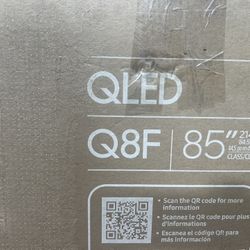 QLED
Q8F
85"
• Scan the QR code for more
information
• Scannez le QR code pour plus
d'informations
• Escanea el código QR para
más información